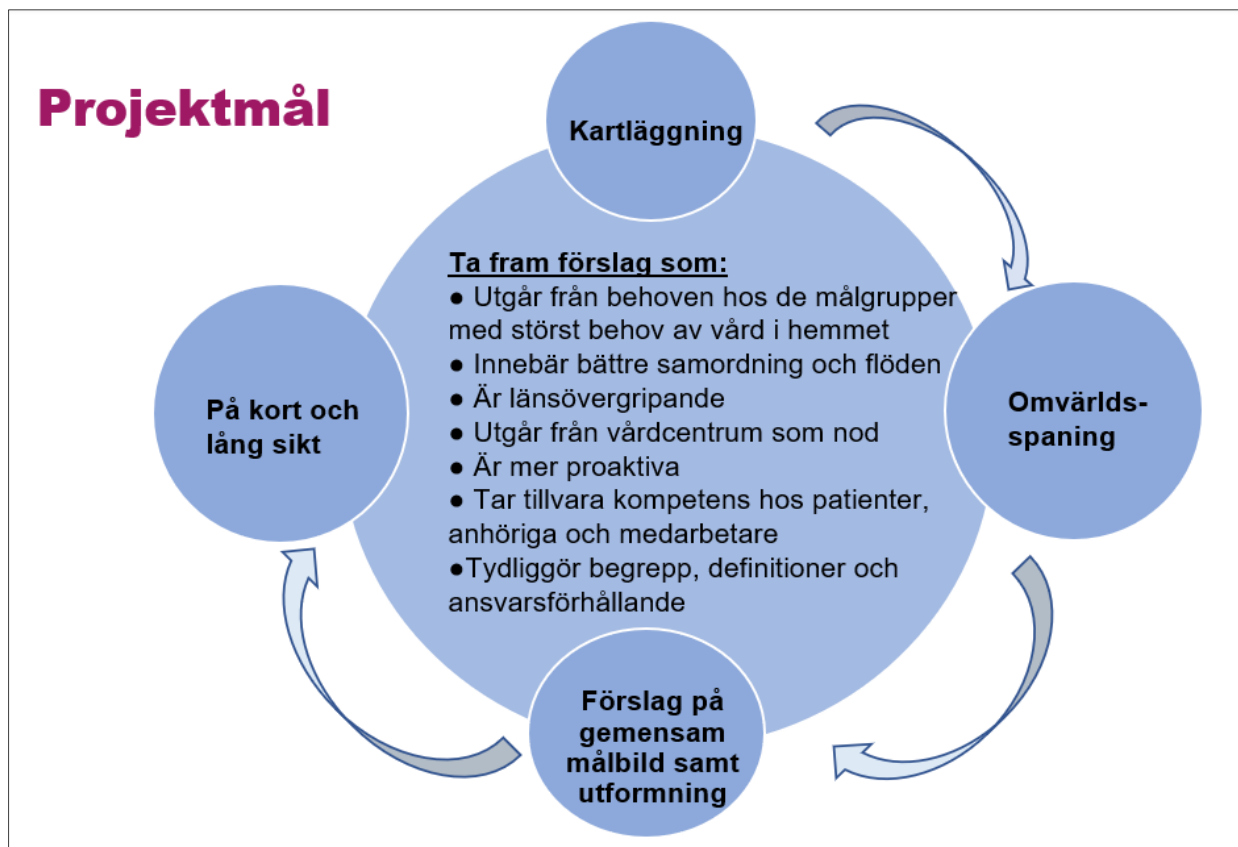 Projektmål
Kartläggning
Ta fram förslag som:
● Utgår från behoven hos de målgrupper
med störst behov av vård i hemmet
● Innebär bättre samordning och flöden
● Är länsövergripande
● Utgår från vårdcentrum som nod
● Är mer proaktiva
● Tar tillvara kompetens hos patienter,
anhöriga och medarbetare
●Tydliggör begrepp, definitioner och
ansvarsförhållande
Omvärlds-
spaning
Förslag på
gemensam
målbild samt
utformning
På kort och
lång sikt